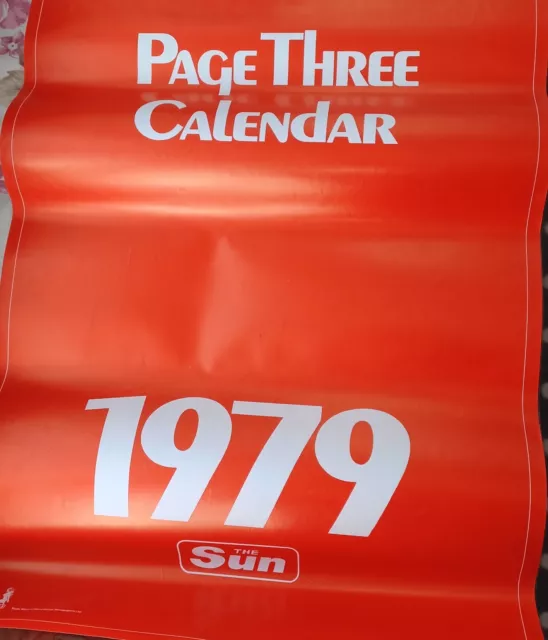 PAGE THREE
CALENDAR
1979
THE
Sun